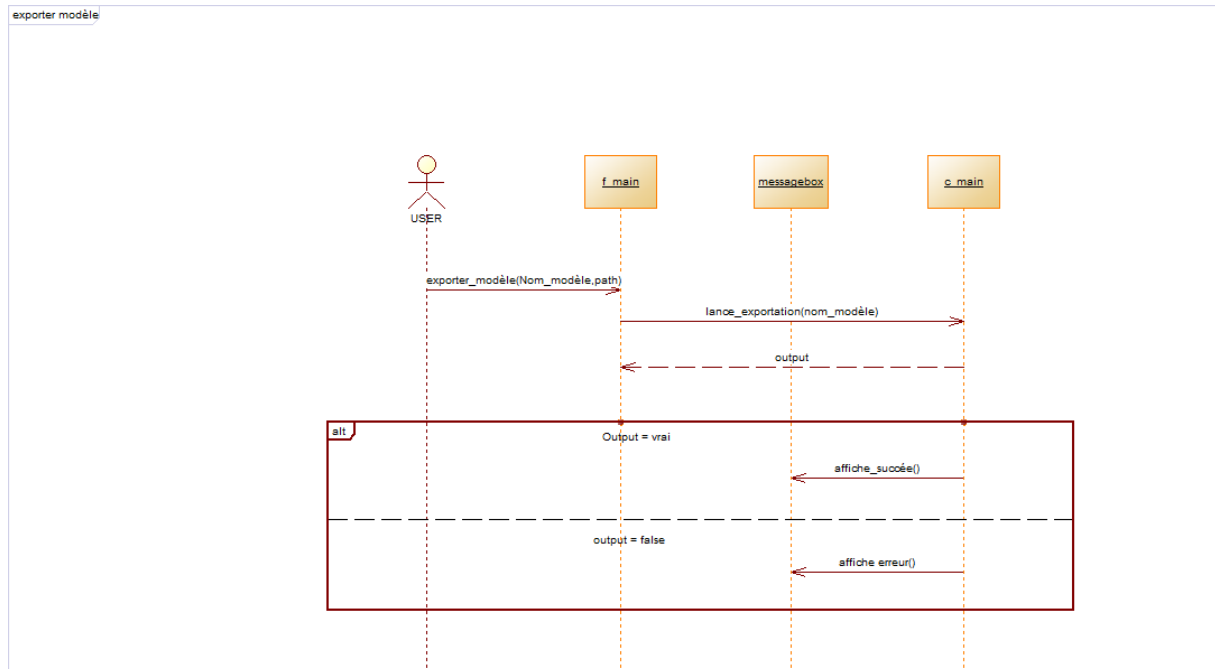 exporter modèle
USER
f_main
messagebox
c_main
exporter_modèle(Nom_modèle,path)
lance_exportation(nom_modèle)
output
alt
Output = vrai
affiche_succée()
output = false
affiche erreur()